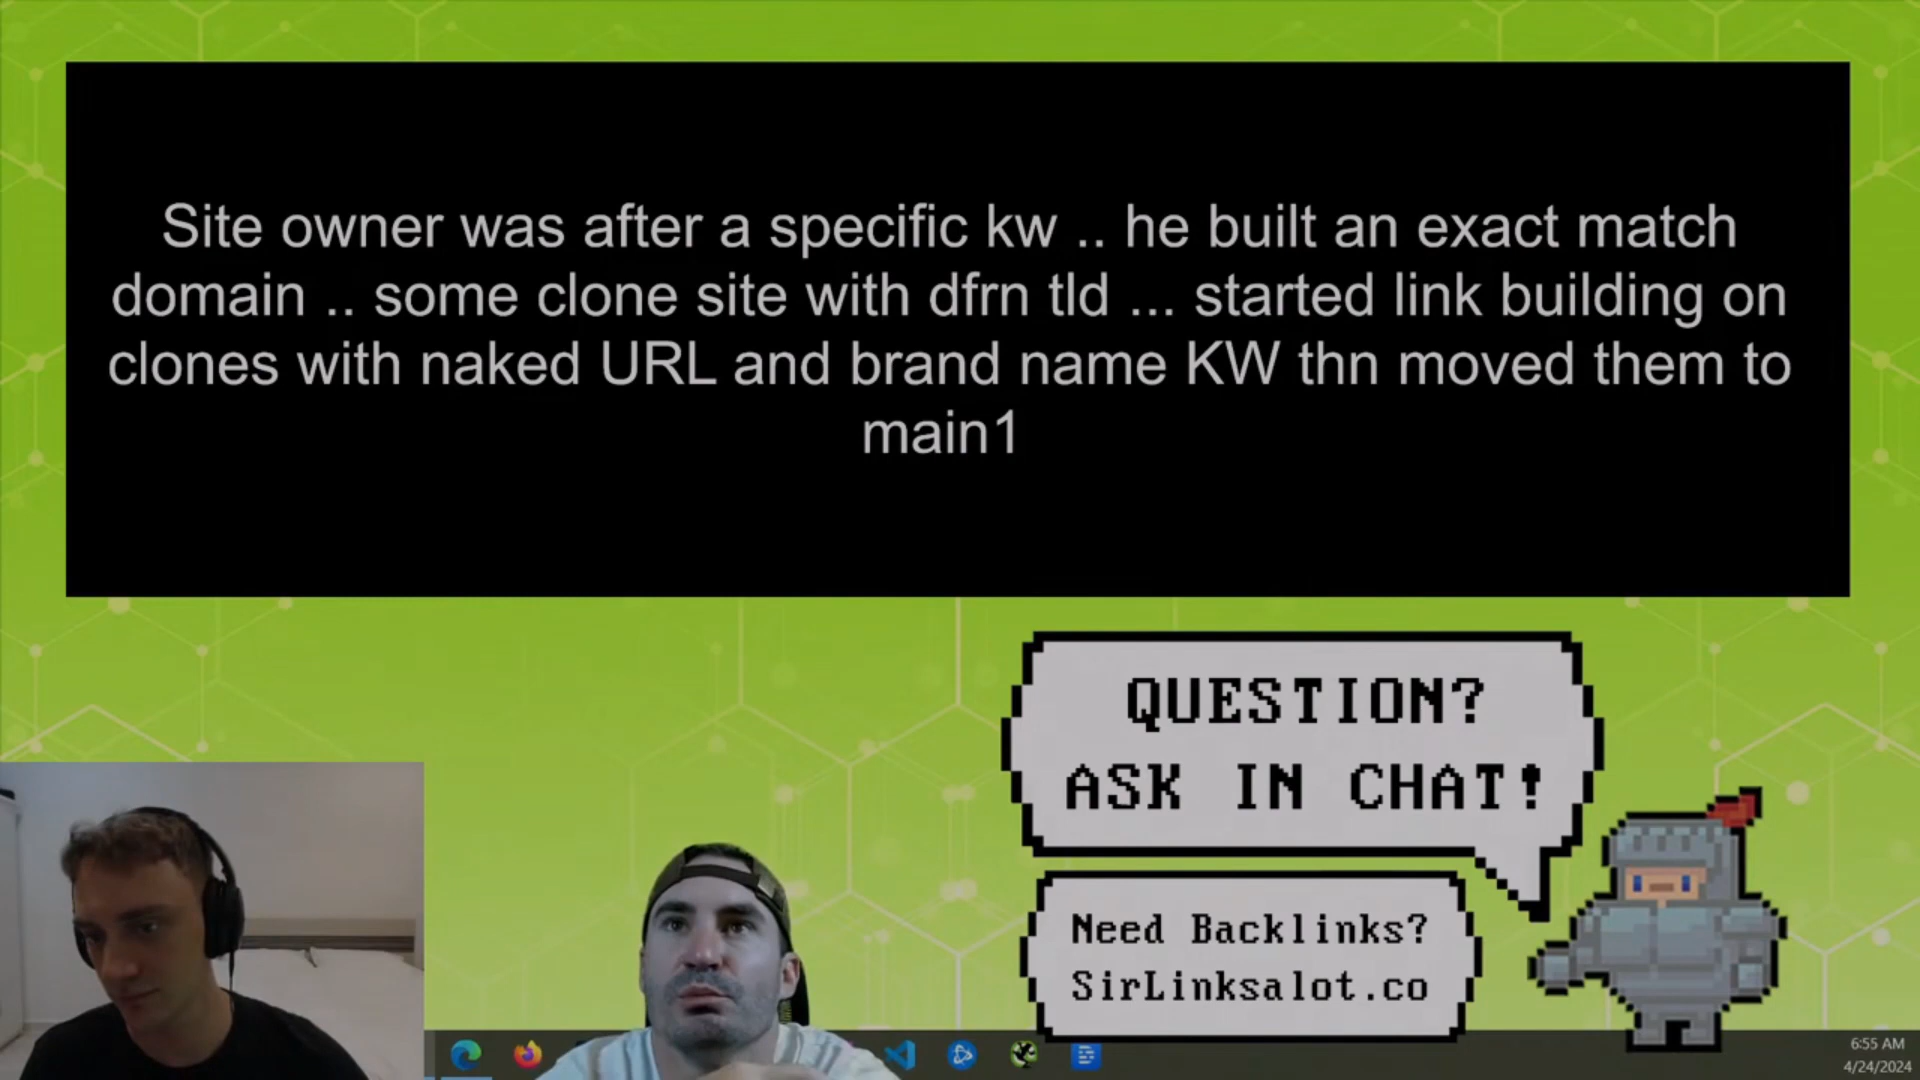 Site owner was after a specific kw .. he built an exact match
domain .. some clone site with dfrn tld ... started link building on
clones with naked URL and brand name KW thn moved them to
main1
QUESTION?
ASK IN CHAT!
Need Backlinks?
SirLinksalot.co
6:55 AM
4/24/2024